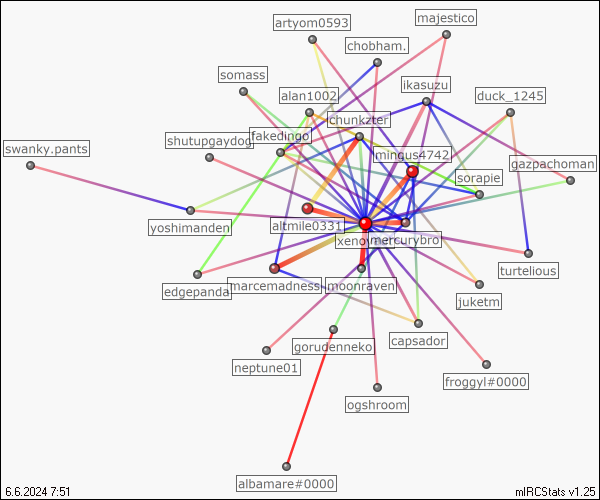 artyom0593
majestico
chobham.
somass
ikasuzu
alan1002
duck_1245
chunkzter
fakedingo
shutupgaydog
swanky.pants
mingus4742
gazpachoman
sorapie
yoshimanden
altmile0331
mercurybro
turtelious
edgepanda
marcemadness
moonraven
juketm
capsador
gorudenneko
neptune01
froggyl#0000
ogshroom
albamare#0000
6.6.2024 7:51
mIRCStats v1.25